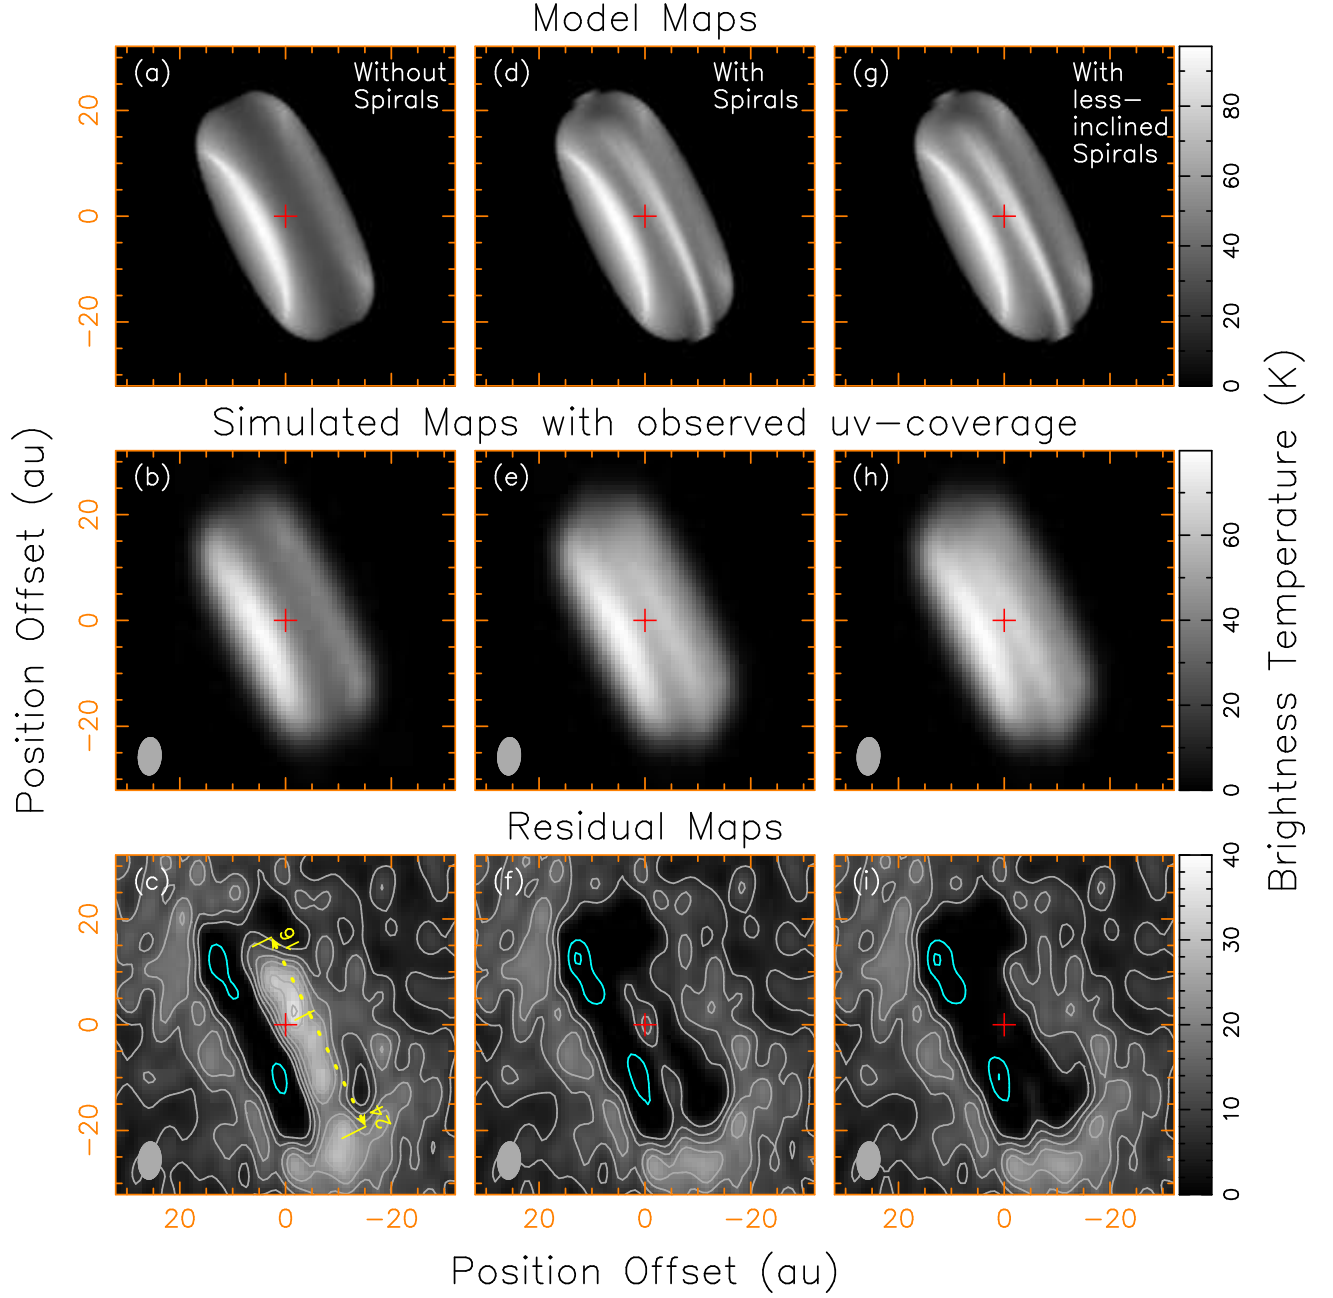 Model Maps
(a)
Without
Spirals
(d)
With
Spirals
(g)
With
less-
inclined
Spirals
20
0
-20
80
60
40
20
0
Simulated Maps with observed uv-coverage
(b)
(e)
(h)
20
0
-20
60
40
20
0
Position Offset (au)
Brightness Temperature (K)
Residual Maps
(c)
(f)
(i)
19
24
20
0
-20
40
30
20
10
0
20
0
-20
20
0
-20
20
0
-20
Position Offset (au)